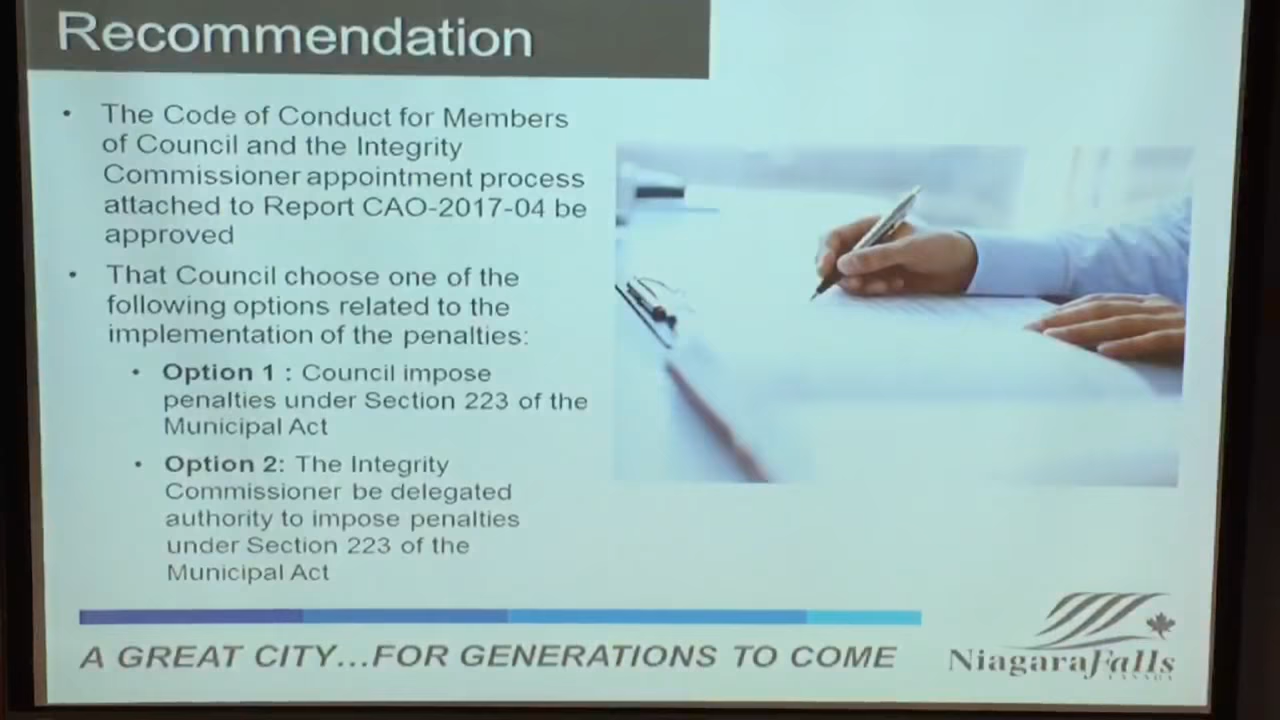 Recommendation
• The Code of Conduct for Members
of Council and the Integrity
Commissioner appointment process
attached to Report CAO-2017-04 be
approved
• That Council choose one of the
following options related to the
implementation of the penalties:
• Option 1 : Council impose
penalties under Section 223 of the
Municipal Act
• Option 2: The Integrity
Commissioner be delegated
authority to impose penalties
under Section 223 of the
Municipal Act
A GREAT CITY...FOR GENERATIONS TO COME
NiagaraFalls
CANADA